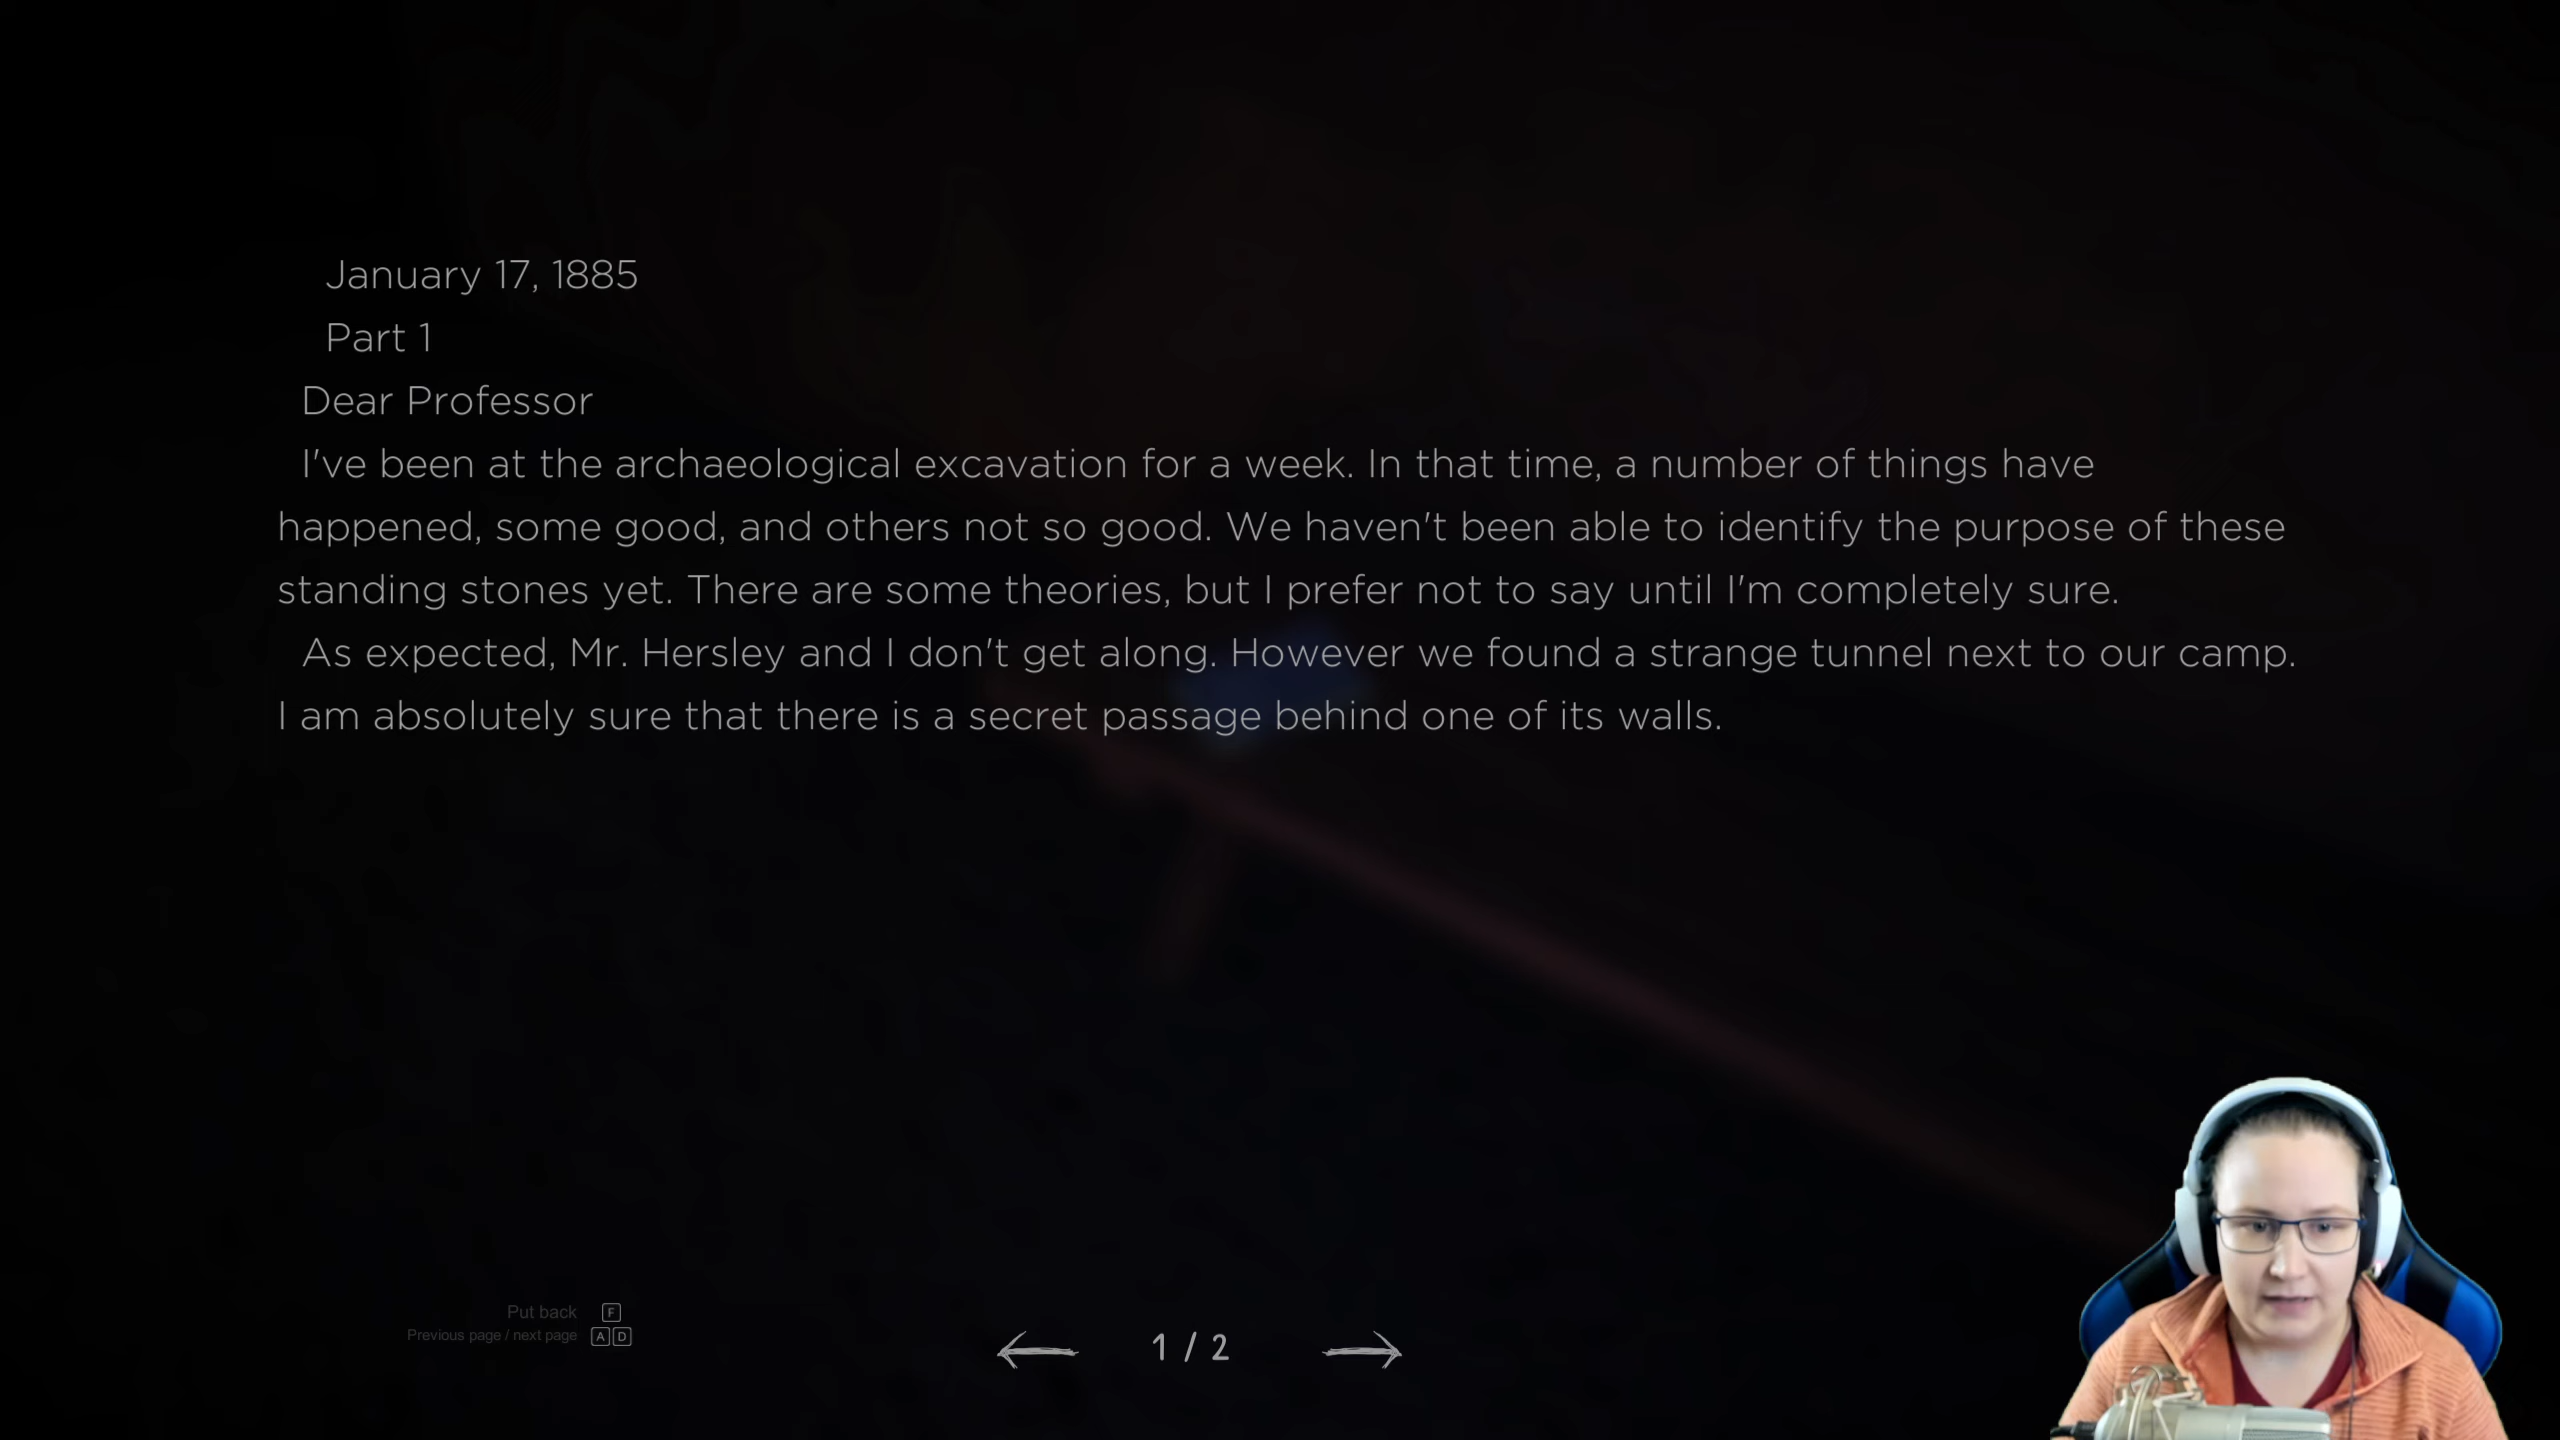 January 17, 1885
Part 1
Dear Professor
I've been at the archaeological excavation for a week. In that time, a number of things have
happened, some good, and others not so good. We haven't been able to identify the purpose of these
standing stones yet. There are some theories, but I prefer not to say until I'm completely sure.
As expected, Mr. Hersley and I don't get along. However we found a strange tunnel next to our camp.
I am absolutely sure that there is a secret passage behind one of its walls.
Put back F
Previous page / next page A D
1 / 2